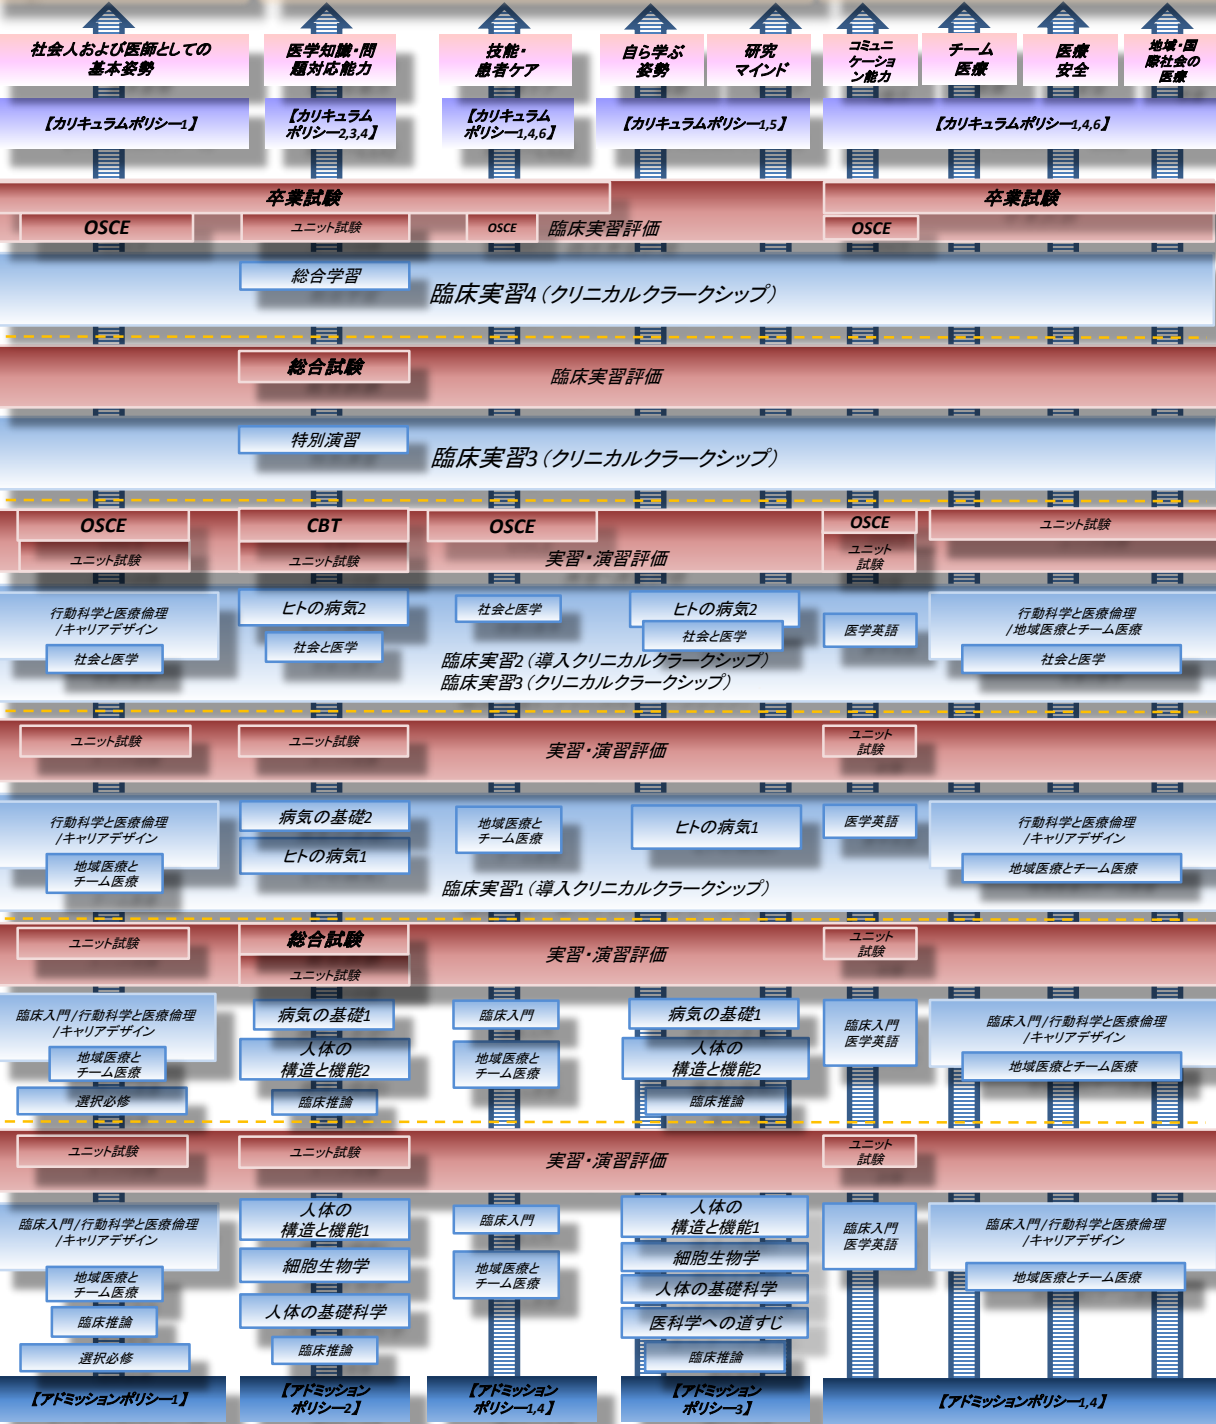 社会人および医師としての
基本姿勢
医学知識・問
題対応能力
技能・
患者ケア
自ら学ぶ
姿勢
研究
マインド
コミュニ
ケーショ
ン能力
チーム
医療
医療
安全
地域・国
際社会の
医療
【カリキュラムポリシー1】
【カリキュラム
ポリシー2,3,4】
【カリキュラム
ポリシー1,4,6】
【カリキュラムポリシー1,5】
【カリキュラムポリシー1,4,6】
卒業試験
卒業試験
OSCE
ユニット試験
OSCE
臨床実習評価
OSCE
総合学習
臨床実習4（クリニカルクラークシップ）
総合試験
臨床実習評価
特別演習
臨床実習3（クリニカルクラークシップ）
OSCE
CBT
OSCE
OSCE
ユニット試験
ユニット試験
ユニット試験
実習・演習評価
ユニット
試験
行動科学と医療倫理
/キャリアデザイン
社会と医学
ヒトの病気2
社会と医学
社会と医学
ヒトの病気2
社会と医学
医学英語
行動科学と医療倫理
/地域医療とチーム医療
社会と医学
臨床実習2（導入クリニカルクラークシップ）
臨床実習3（クリニカルクラークシップ）
ユニット試験
ユニット試験
実習・演習評価
ユニット
試験
行動科学と医療倫理
/キャリアデザイン
地域医療と
チーム医療
病気の基礎2
ヒトの病気1
地域医療と
チーム医療
ヒトの病気1
医学英語
行動科学と医療倫理
/キャリアデザイン
地域医療とチーム医療
臨床実習1（導入クリニカルクラークシップ）
ユニット試験
総合試験
ユニット試験
実習・演習評価
ユニット
試験
臨床入門/行動科学と医療倫理
/キャリアデザイン
地域医療と
チーム医療
選択必修
病気の基礎1
人体の
構造と機能2
臨床推論
臨床入門
地域医療と
チーム医療
病気の基礎1
人体の
構造と機能2
臨床推論
臨床入門
医学英語
臨床入門/行動科学と医療倫理
/キャリアデザイン
地域医療とチーム医療
ユニット試験
ユニット試験
実習・演習評価
ユニット
試験
臨床入門/行動科学と医療倫理
/キャリアデザイン
地域医療と
チーム医療
臨床推論
選択必修
人体の
構造と機能1
細胞生物学
人体の基礎科学
臨床推論
臨床入門
地域医療と
チーム医療
人体の
構造と機能1
細胞生物学
人体の基礎科学
医科学への道すじ
臨床推論
臨床入門
医学英語
臨床入門/行動科学と医療倫理
/キャリアデザイン
地域医療とチーム医療
【アドミッションポリシー1】
【アドミッション
ポリシー2】
【アドミッション
ポリシー1,4】
【アドミッション
ポリシー3】
【アドミッションポリシー1,4】